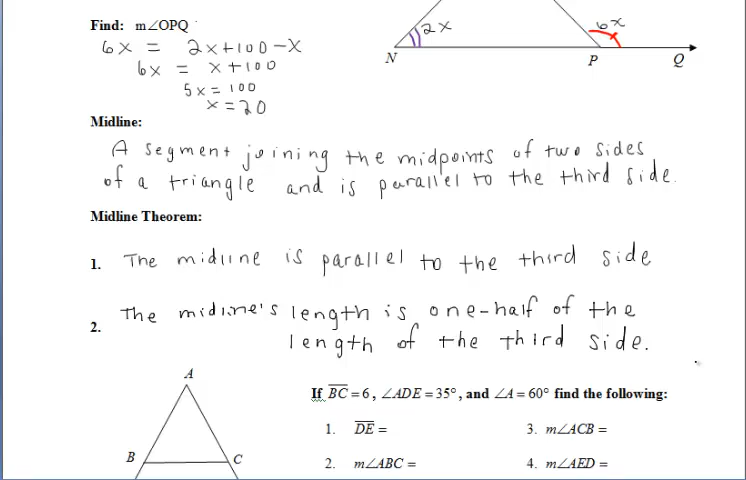 Find: m∠OPQ
2x
6x
6x = 2x+100-x
N
P
Q
6x = x+100
5x = 100
x = 20
Midline:
A segment joining the midpoints of two sides
of a triangle and is parallel to the third side.
Midline Theorem:
1. The midline is parallel to the third side
2. The midline's length is one-half of the
length of the third side.
A
If BC = 6, ∠ADE = 35°, and ∠A = 60° find the following:
1. DE =
3. m∠ACB =
B
C
2. m∠ABC =
4. m∠AED =